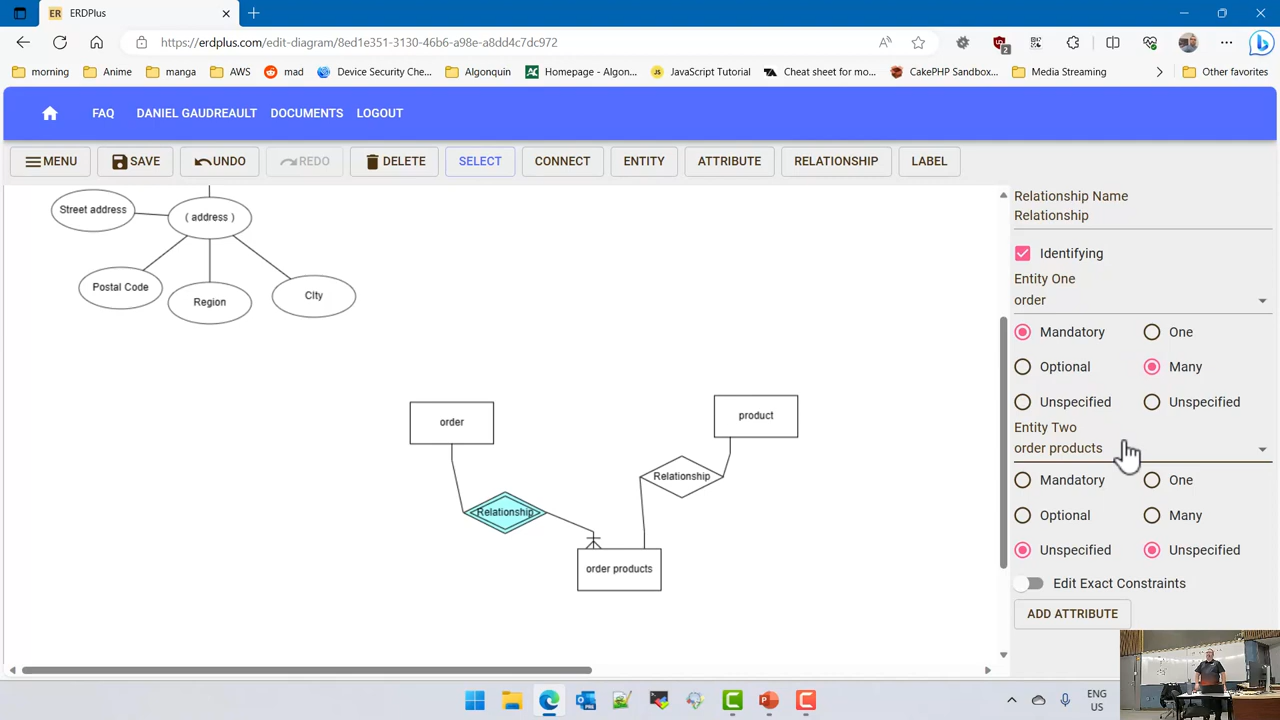 ER ERDPlus
https://erdplus.com/edit-diagram/8ed1e351-3130-46b6-a98e-a8dd4c7dc972
2
morning
Anime
manga
AWS
mad
Device Security Che...
Algonquin
Homepage - Algon...
JavaScript Tutorial
Cheat sheet for mo...
CakePHP Sandbox...
Media Streaming
Other favorites
FAQ
DANIEL GAUDREAULT
DOCUMENTS
LOGOUT
MENU
SAVE
UNDO
REDO
DELETE
SELECT
CONNECT
ENTITY
ATTRIBUTE
RELATIONSHIP
LABEL
Street address
( address )
Postal Code
Region
CIty
order
product
Relationship
Relationship
order products
Relationship Name
Relationship
Identifying
Entity One
order
Mandatory
One
Optional
Many
Unspecified
Unspecified
Entity Two
order products
Mandatory
One
Optional
Many
Unspecified
Unspecified
Edit Exact Constraints
ADD ATTRIBUTE
ENG
US